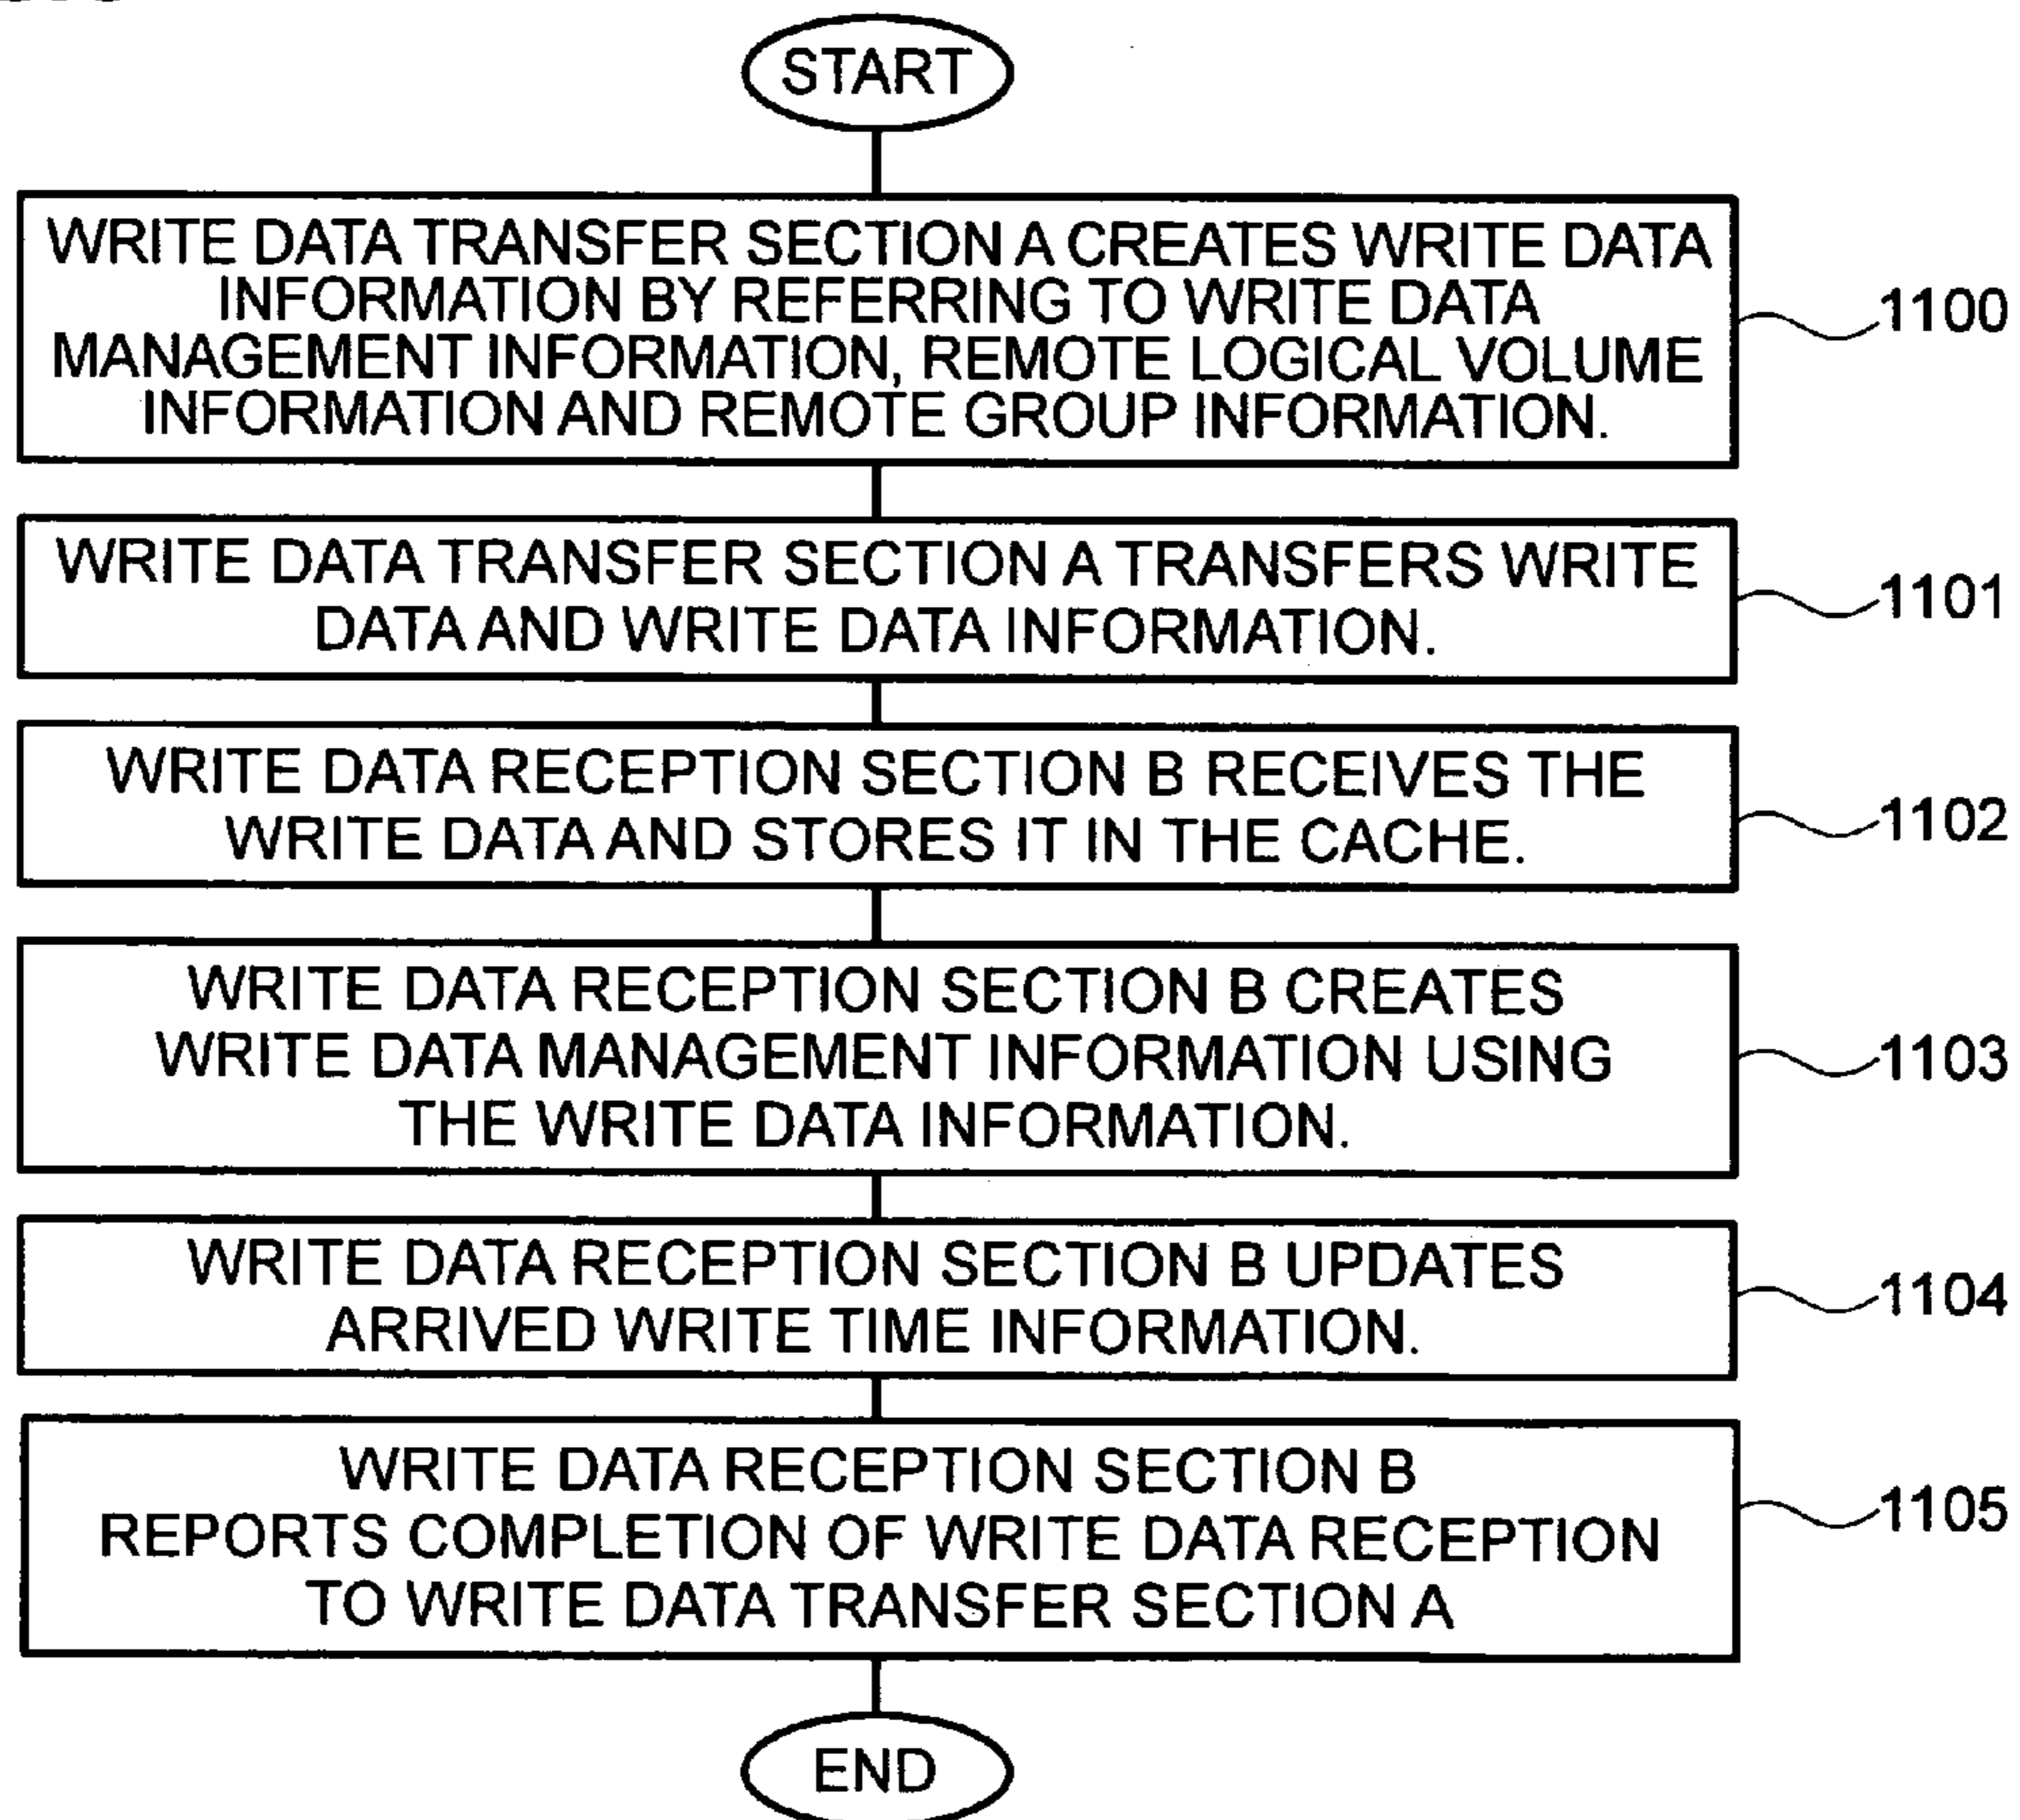 START
WRITE DATA TRANSFER SECTION A CREATES WRITE DATA
INFORMATION BY REFERRING TO WRITE DATA
MANAGEMENT INFORMATION, REMOTE LOGICAL VOLUME
INFORMATION AND REMOTE GROUP INFORMATION.
1100
WRITE DATA TRANSFER SECTION A TRANSFERS WRITE
DATA AND WRITE DATA INFORMATION.
1101
WRITE DATA RECEPTION SECTION B RECEIVES THE
WRITE DATA AND STORES IT IN THE CACHE.
1102
WRITE DATA RECEPTION SECTION B CREATES
WRITE DATA MANAGEMENT INFORMATION USING
THE WRITE DATA INFORMATION.
1103
WRITE DATA RECEPTION SECTION B UPDATES
ARRIVED WRITE TIME INFORMATION.
1104
WRITE DATA RECEPTION SECTION B
REPORTS COMPLETION OF WRITE DATA RECEPTION
TO WRITE DATA TRANSFER SECTION A
1105
END